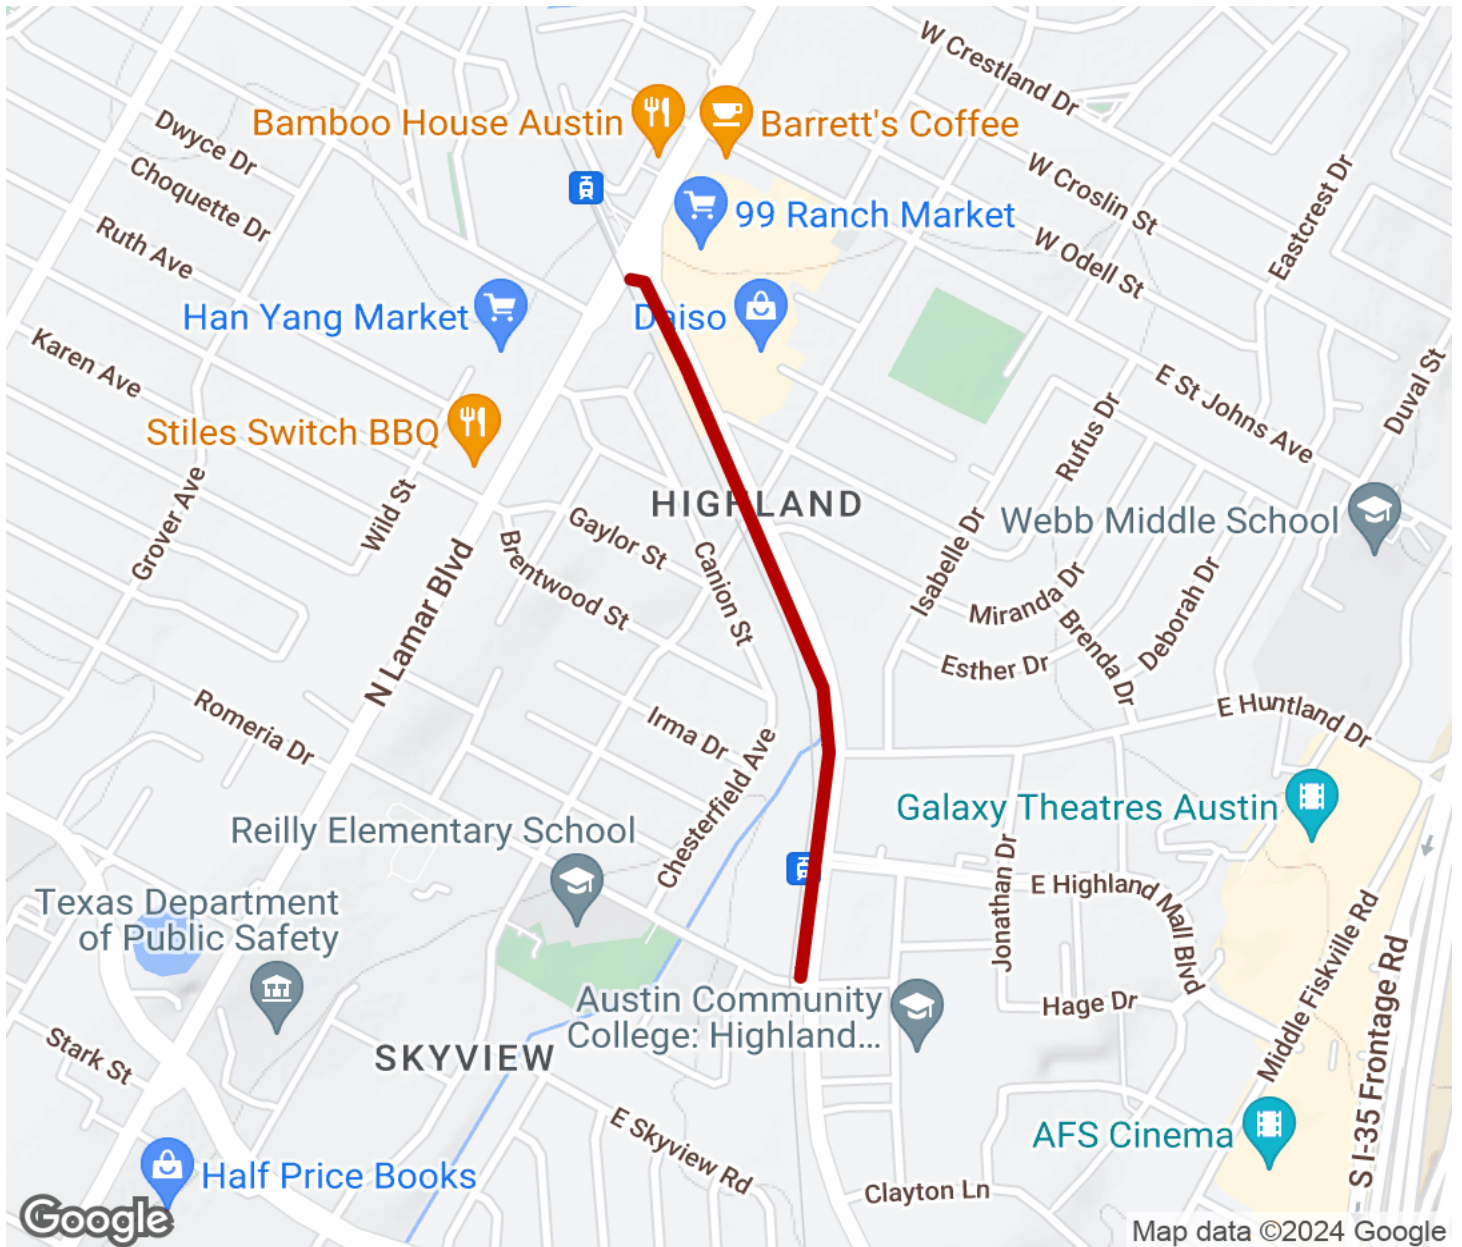 W Crestland Dr
Bamboo House Austin
Barrett's Coffee
Dwyce Dr
Choquette Dr
W Croslin St
Eastcrest Dr
99 Ranch Market
Ruth Ave
W Odell St
Han Yang Market
Daiso
Karen Ave
E St Johns Ave
Duval St
Rufus Dr
Stiles Switch BBQ
Grover Ave
Wild St
HIGHLAND
Webb Middle School
Gaylor St
Isabelle Dr
Brentwood St
Canion St
Miranda Dr
Deborah Dr
N Lamar Blvd
Brenda Dr
Esther Dr
Romeria Dr
Irma Dr
E Huntland Dr
Chesterfield Ave
Galaxy Theatres Austin
Reilly Elementary School
Jonathan Dr
E Highland Mall Blvd
Texas Department
of Public Safety
Middle Fiskville Rd
S I-35 Frontage Rd
Austin Community
College: Highland...
Hage Dr
Stark St
SKYVIEW
E Skyview Rd
AFS Cinema
Half Price Books
Clayton Ln
Google
Map data ©2024 Google